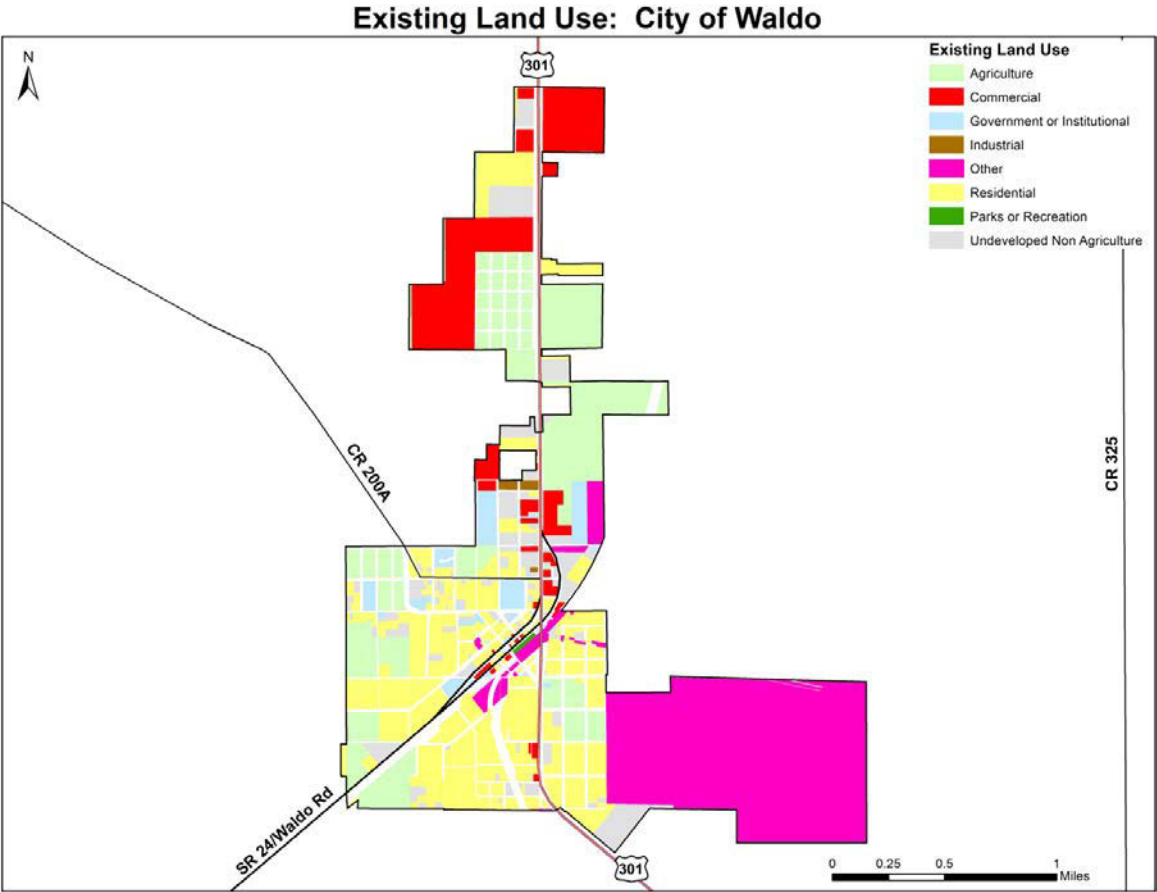 Existing Land Use: City of Waldo
N
301
Existing Land Use
Agriculture
Commercial
Government or Institutional
Industrial
Other
Residential
Parks or Recreation
Undeveloped Non Agriculture
CR 200A
CR 325
SR 24/Waldo Rd
301
0 0.25 0.5 1
Miles